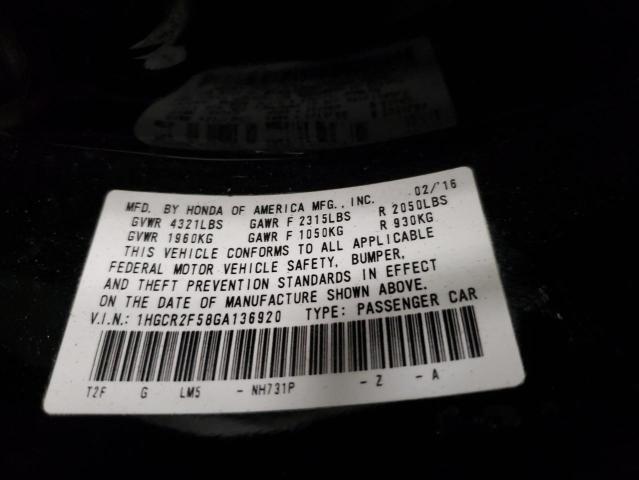 MFD. BY HONDA OF AMERICA MFG., INC. 02/'16
GVWR 4321LBS GAWR F 2315LBS R 2050LBS
GVWR 1960KG GAWR F 1050KG R 930KG
THIS VEHICLE CONFORMS TO ALL APPLICABLE
FEDERAL MOTOR VEHICLE SAFETY, BUMPER,
AND THEFT PREVENTION STANDARDS IN EFFECT
ON THE DATE OF MANUFACTURE SHOWN ABOVE.
V.I.N.: 1HGCR2F58GA136920 TYPE: PASSENGER CAR
T2F G LM5 - NH731P - Z - A